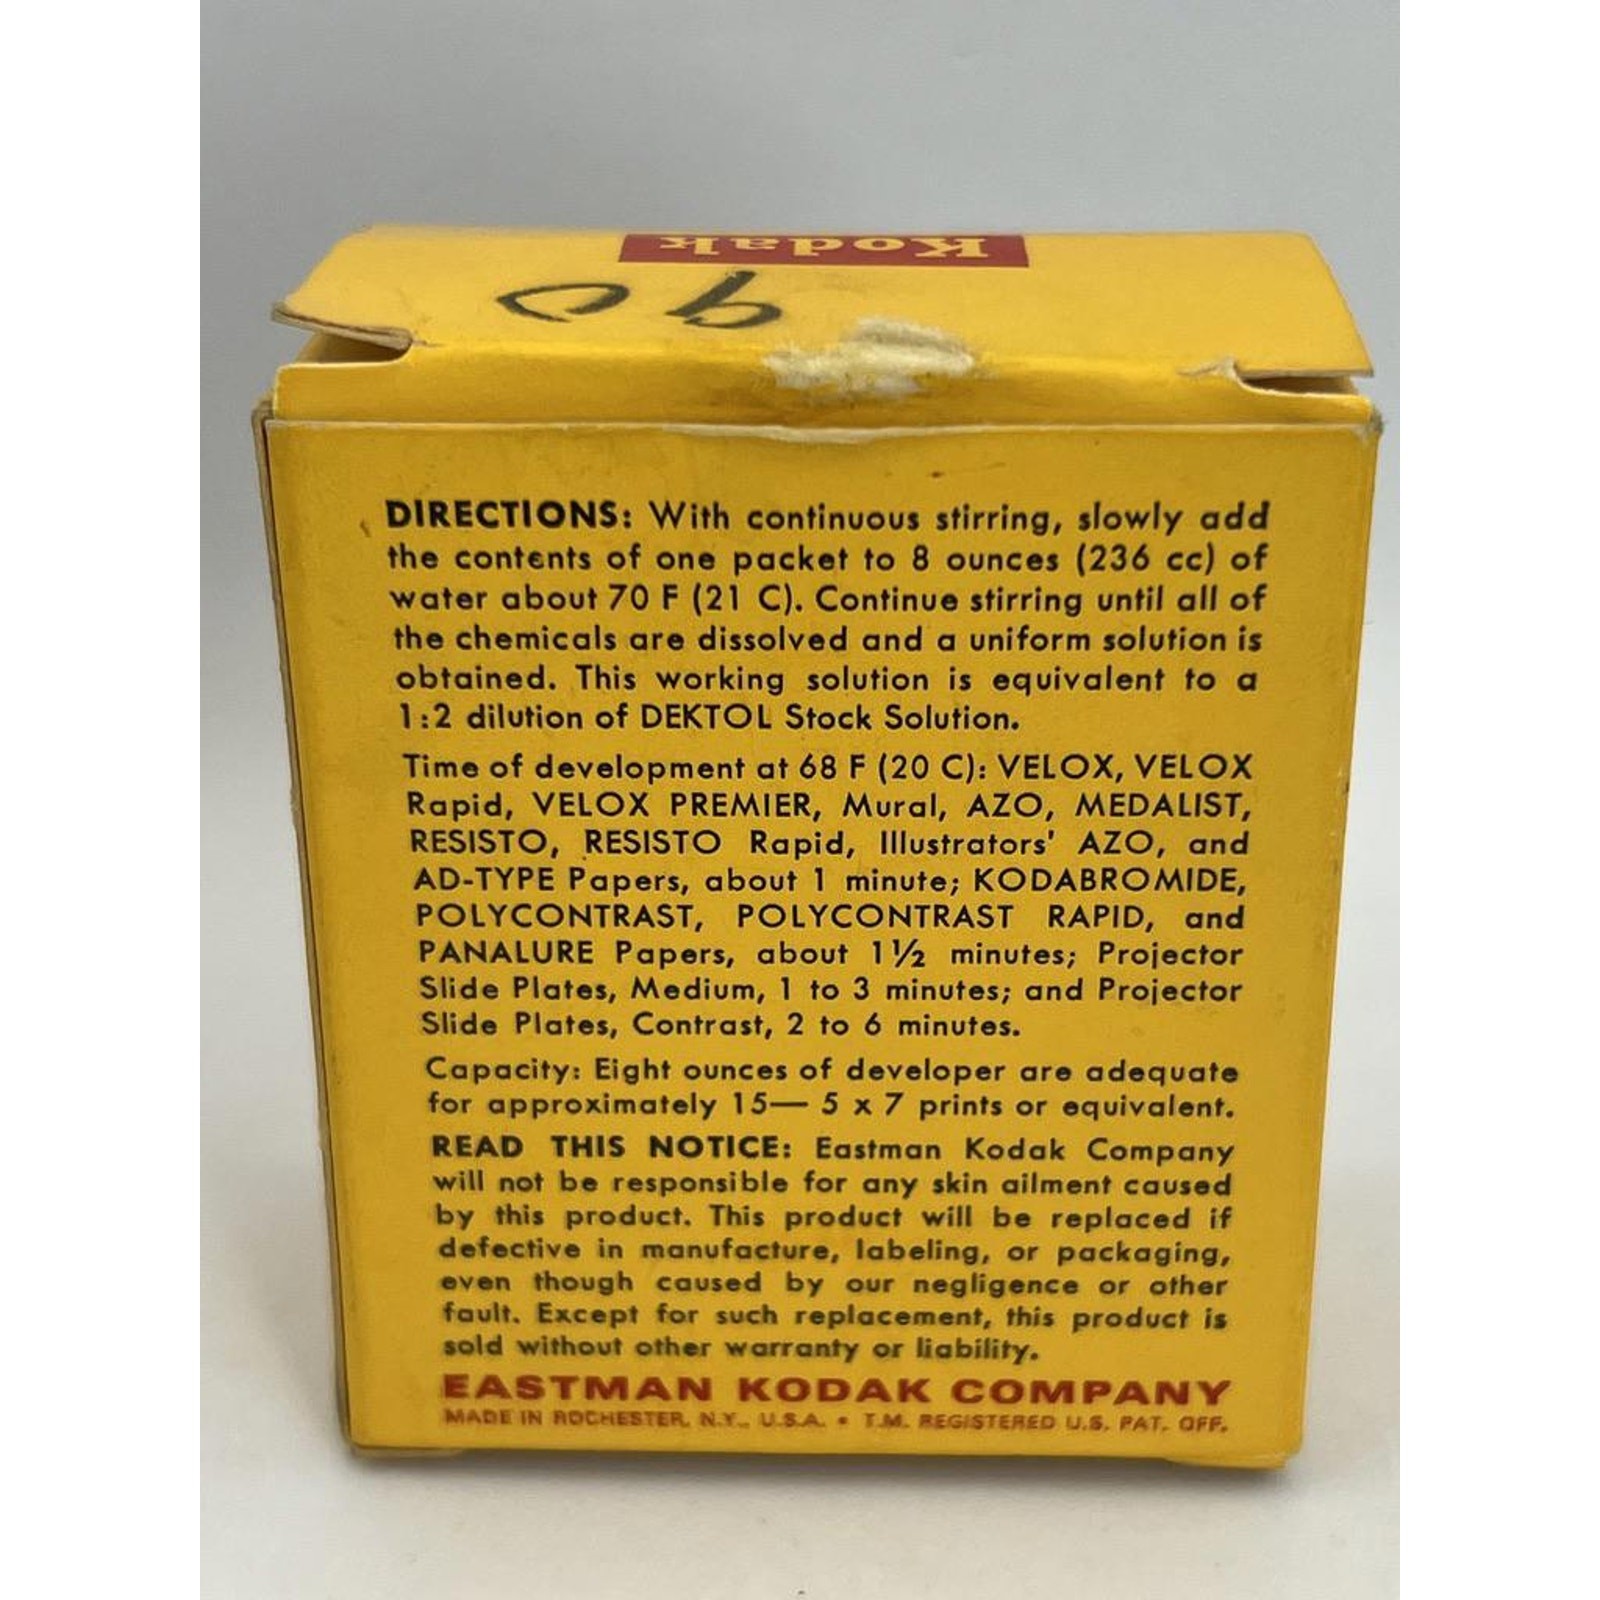 Kodak
90
DIRECTIONS: With continuous stirring, slowly add
the contents of one packet to 8 ounces (236 cc) of
water about 70 F (21 C). Continue stirring until all of
the chemicals are dissolved and a uniform solution is
obtained. This working solution is equivalent to a
1:2 dilution of DEKTOL Stock Solution.
Time of development at 68 F (20 C): VELOX, VELOX
Rapid, VELOX PREMIER, Mural, AZO, MEDALIST,
RESISTO, RESISTO Rapid, Illustrators' AZO, and
AD-TYPE Papers, about 1 minute; KODABROMIDE,
POLYCONTRAST, POLYCONTRAST RAPID, and
PANALURE Papers, about 1½ minutes; Projector
Slide Plates, Medium, 1 to 3 minutes; and Projector
Slide Plates, Contrast, 2 to 6 minutes.
Capacity: Eight ounces of developer are adequate
for approximately 15— 5 x 7 prints or equivalent.
READ THIS NOTICE: Eastman Kodak Company
will not be responsible for any skin ailment caused
by this product. This product will be replaced if
defective in manufacture, labeling, or packaging,
even though caused by our negligence or other
fault. Except for such replacement, this product is
sold without other warranty or liability.
EASTMAN KODAK COMPANY
MADE IN ROCHESTER, N.Y., U.S.A. • T.M. REGISTERED U.S. PAT. OFF.